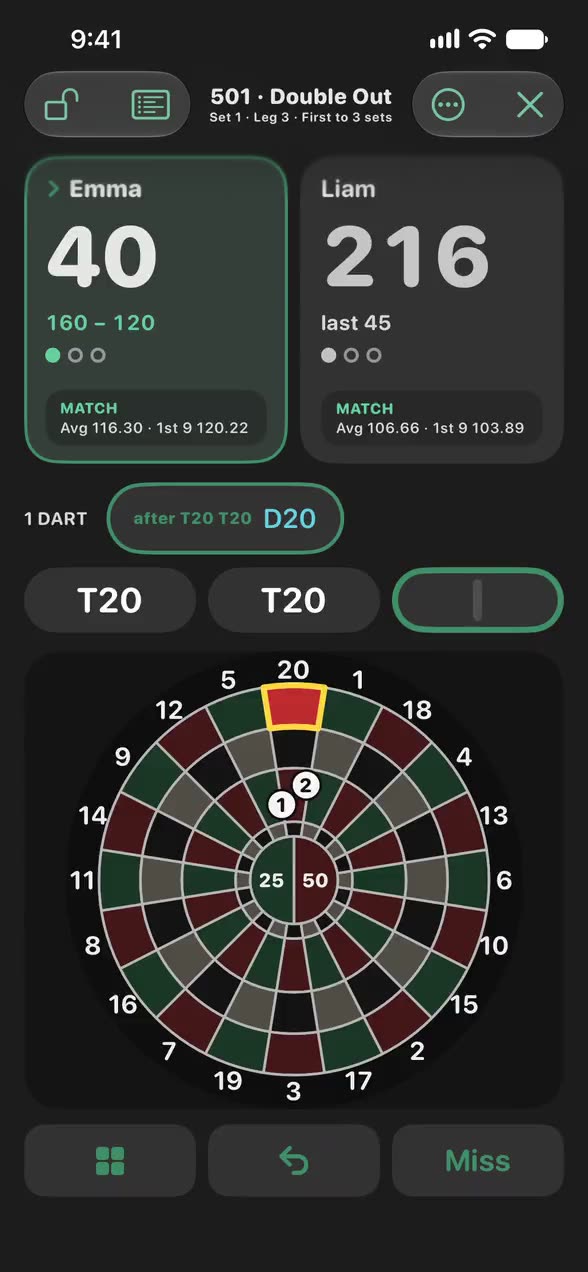 9:41
501 · Double Out
Set 1 · Leg 3 · First to 3 sets
Emma
40
160 – 120
MATCH
Avg 116.30 · 1st 9 120.22
Liam
216
last 45
MATCH
Avg 106.66 · 1st 9 103.89
1 DART
after T20 T20 D20
T20
T20
20
1
18
4
13
6
10
15
2
17
3
19
7
16
8
11
14
9
12
5
1
2
25
50
Miss